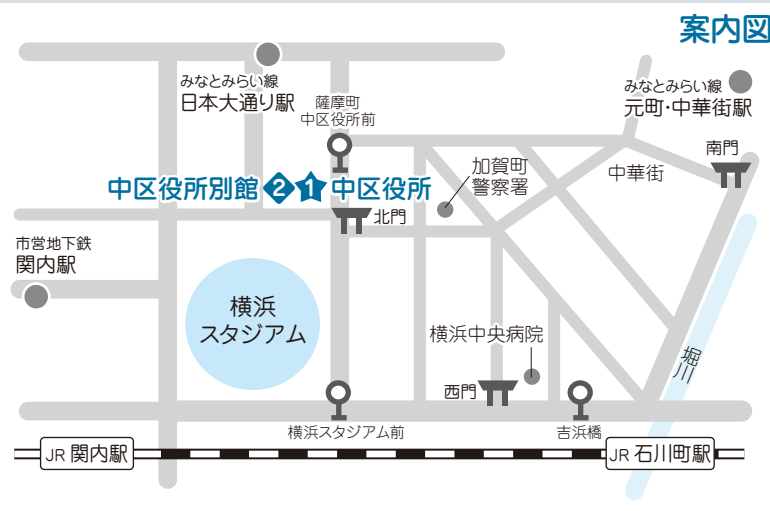 案内図
みなとみらい線
日本大通り駅
薩摩町
中区役所前
みなとみらい線
元町・中華街駅
南門
中華街
加賀町
警察署
中区役所別館 2 1 中区役所
北門
市営地下鉄
関内駅
横浜
スタジアム
横浜中央病院
堀川
西門
横浜スタジアム前
吉浜橋
JR 関内駅
JR 石川町駅